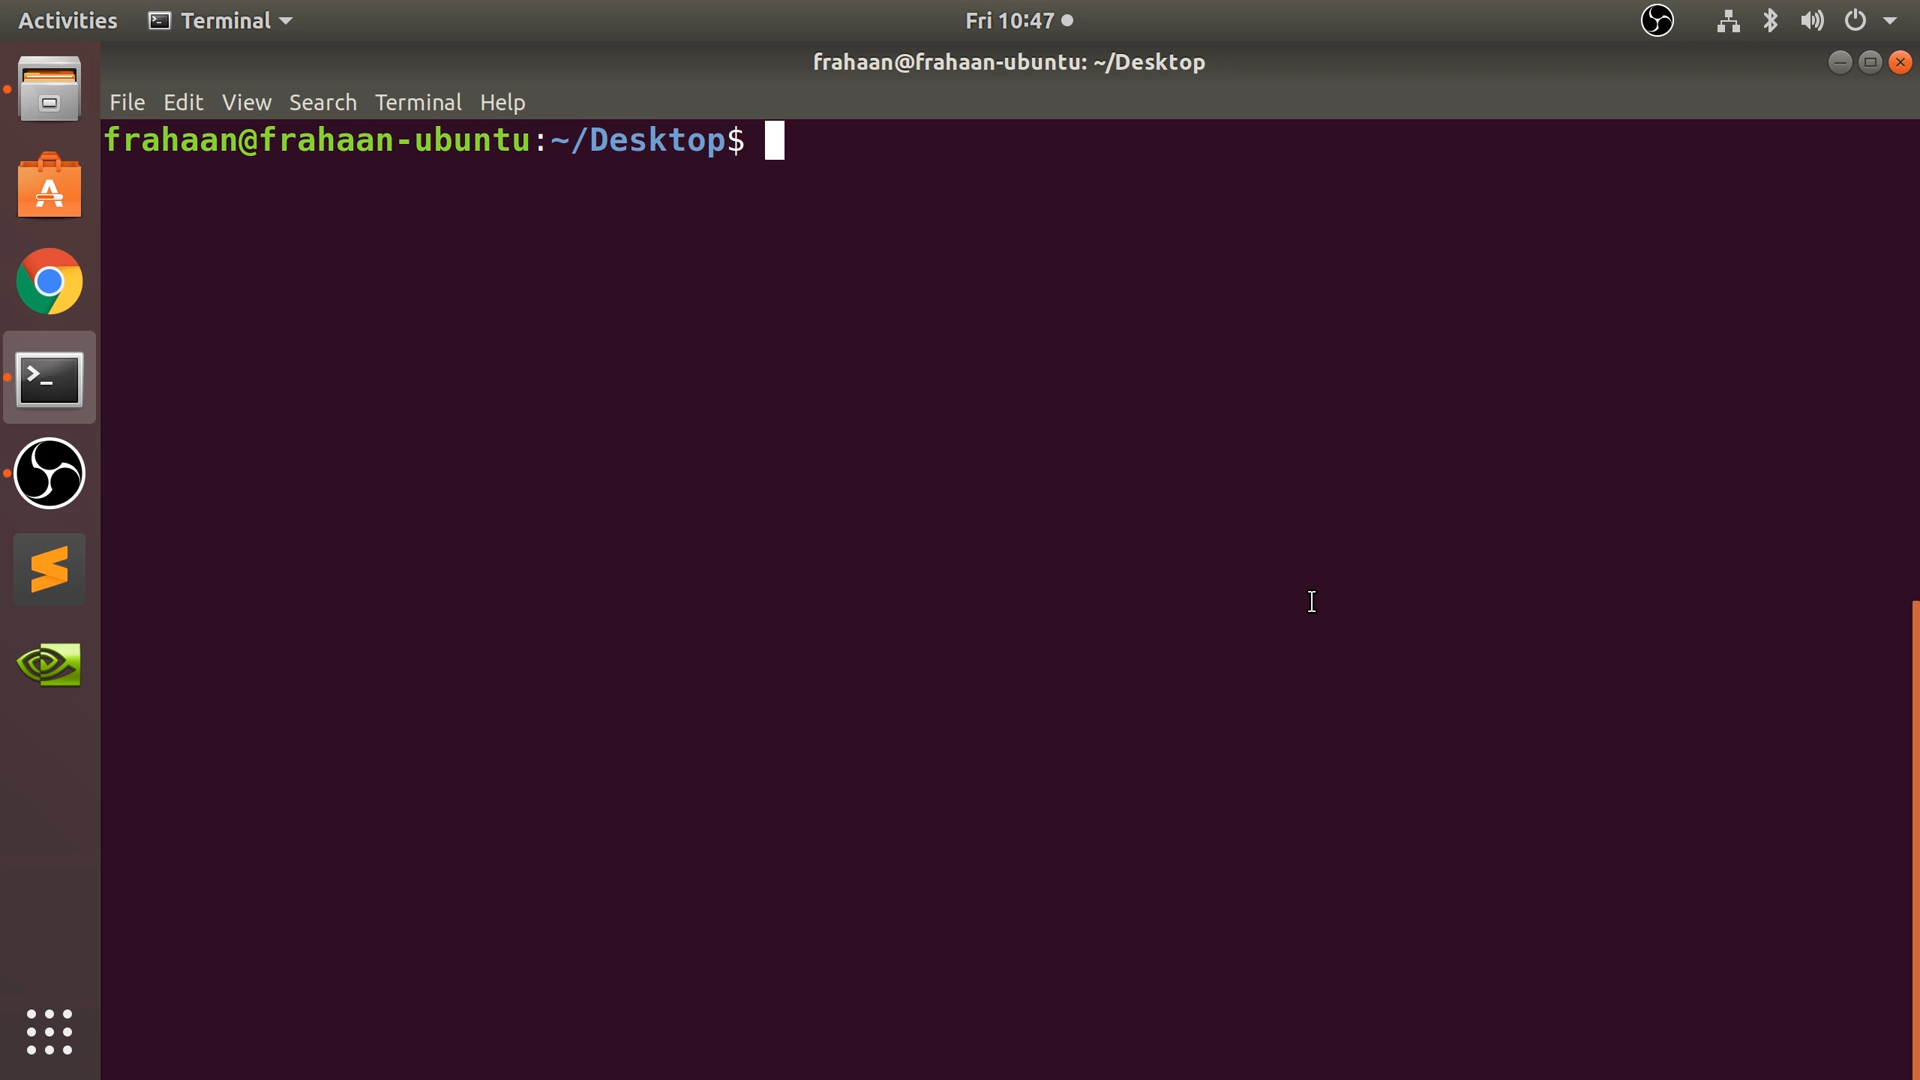 Activities Terminal Fri 10:47
frahaan@frahaan-ubuntu: ~/Desktop
File Edit View Search Terminal Help
frahaan@frahaan-ubuntu:~/Desktop$